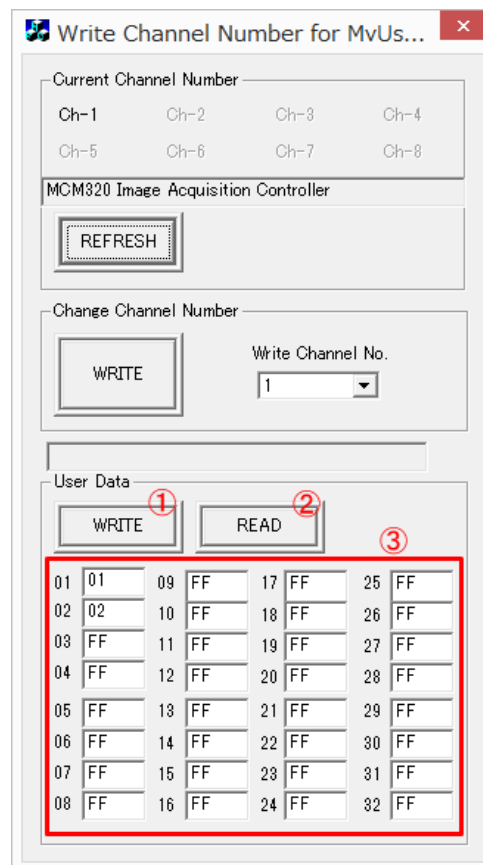 Write Channel Number for MvUs...
Current Channel Number
Ch-1 Ch-2 Ch-3 Ch-4
Ch-5 Ch-6 Ch-7 Ch-8
MCM320 Image Acquisition Controller
REFRESH
Change Channel Number
WRITE
Write Channel No.
1
User Data
WRITE ① READ ② ③
01 01 09 FF 17 FF 25 FF
02 02 10 FF 18 FF 26 FF
03 FF 11 FF 19 FF 27 FF
04 FF 12 FF 20 FF 28 FF
05 FF 13 FF 21 FF 29 FF
06 FF 14 FF 22 FF 30 FF
07 FF 15 FF 23 FF 31 FF
08 FF 16 FF 24 FF 32 FF